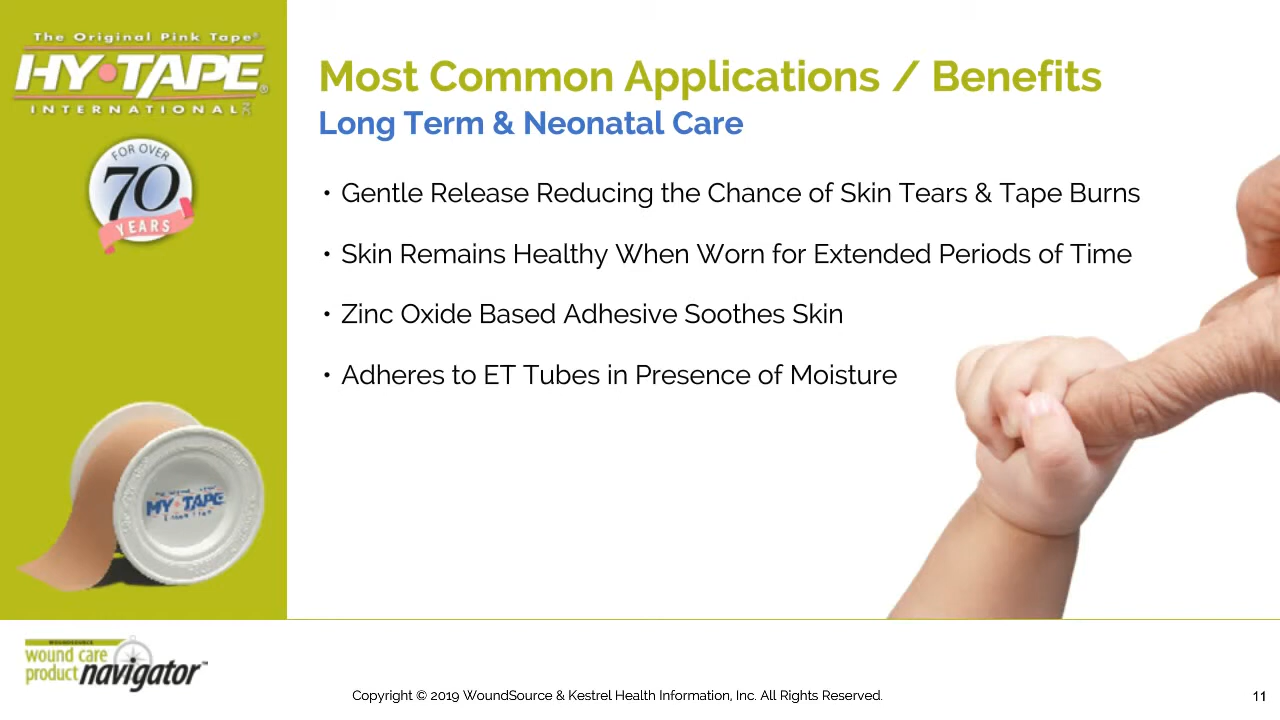 The Original Pink Tape®
HY•TAPE®
INTERNATIONAL
FOR OVER
70
YEARS
Most Common Applications / Benefits
Long Term & Neonatal Care
• Gentle Release Reducing the Chance of Skin Tears & Tape Burns
• Skin Remains Healthy When Worn for Extended Periods of Time
• Zinc Oxide Based Adhesive Soothes Skin
• Adheres to ET Tubes in Presence of Moisture
HY•TAPE
WOUNDSOURCE
wound care
product navigator™
Copyright © 2019 WoundSource & Kestrel Health Information, Inc. All Rights Reserved.
11